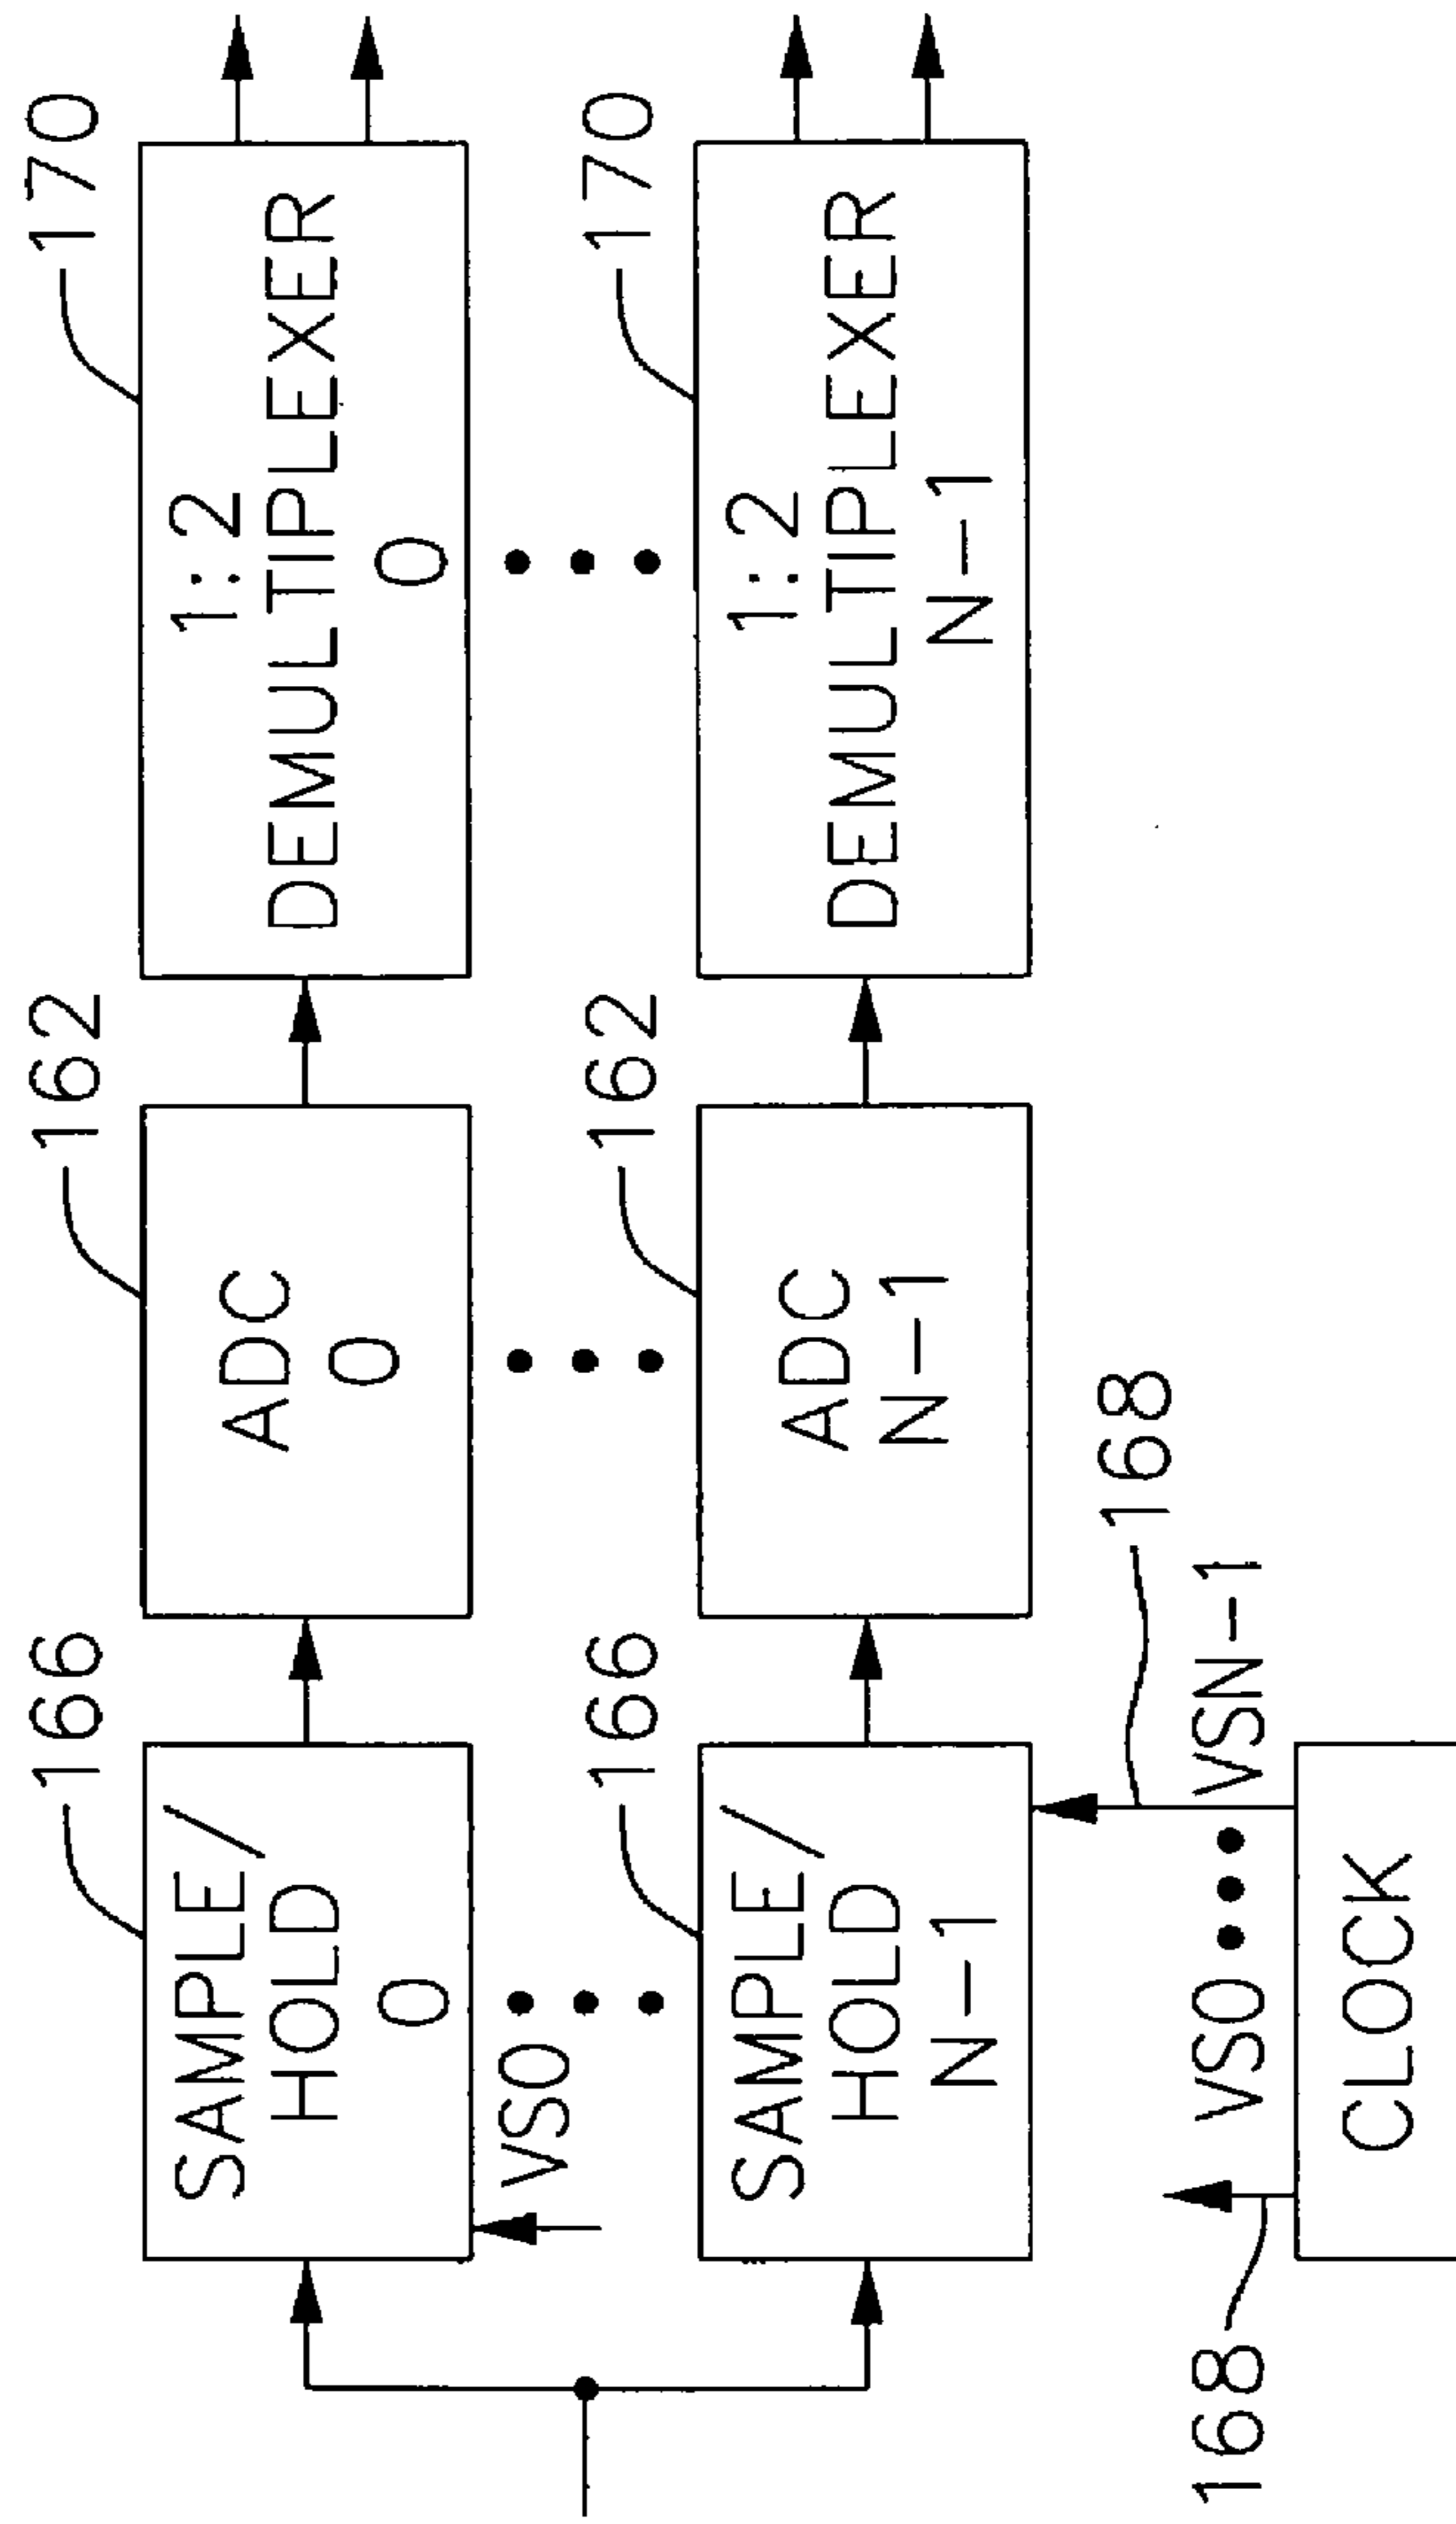 166
162
170
SAMPLE/
HOLD
0
ADC
0
1:2
DEMULTIPLEXER
0
VS0
166
162
170
SAMPLE/
HOLD
N-1
ADC
N-1
1:2
DEMULTIPLEXER
N-1
168
168
VS0
VSN-1
CLOCK